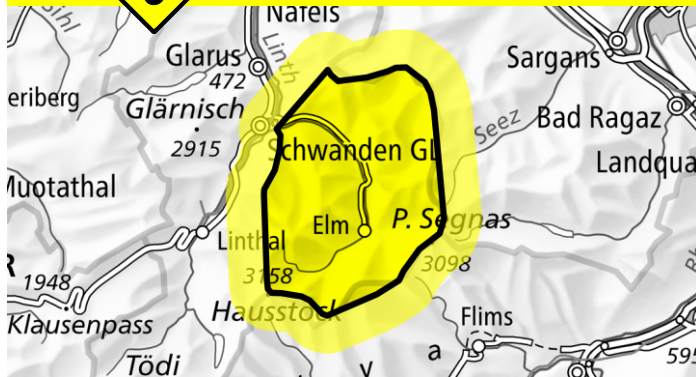 Näfels
Sihl
Glarus
Linth
Sargans
472
eriberg
Glärnisch
Seez
Bad Ragaz
2915
Schwanden GL
Landqua
Muotathal
Elm
P. Segnas
Linthal
R
3158
3098
1948
Hausstock
Flims
Klausenpass
595
Tödi
v
a